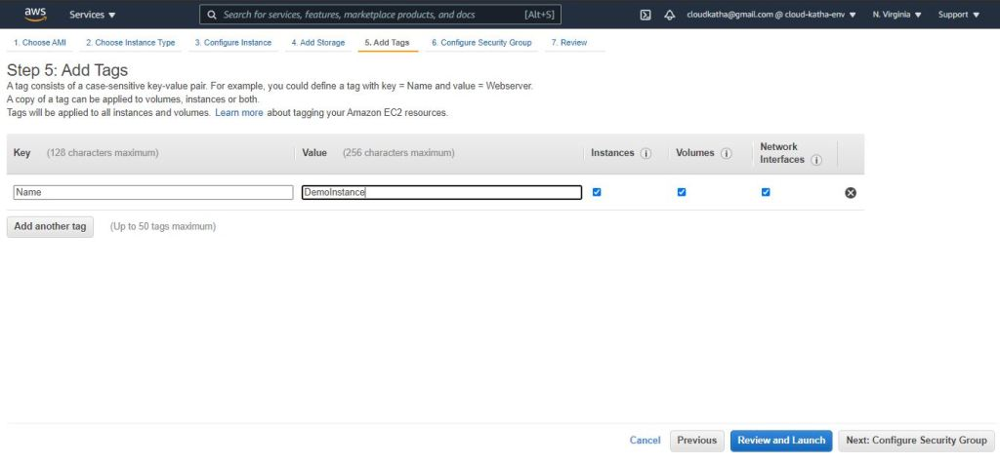 aws Services Search for services, features, marketplace products, and docs [Alt+S] cloudkatha@gmail.com @ cloud-katha-env N. Virginia Support
1. Choose AMI 2. Choose Instance Type 3. Configure Instance 4. Add Storage 5. Add Tags 6. Configure Security Group 7. Review
Step 5: Add Tags
A tag consists of a case-sensitive key-value pair. For example, you could define a tag with key = Name and value = Webserver.
A copy of a tag can be applied to volumes, instances or both.
Tags will be applied to all instances and volumes. Learn more about tagging your Amazon EC2 resources.
Key (128 characters maximum) Value (256 characters maximum) Instances Volumes Network Interfaces
Name DemoInstance
Add another tag (Up to 50 tags maximum)
Cancel Previous Review and Launch Next: Configure Security Group